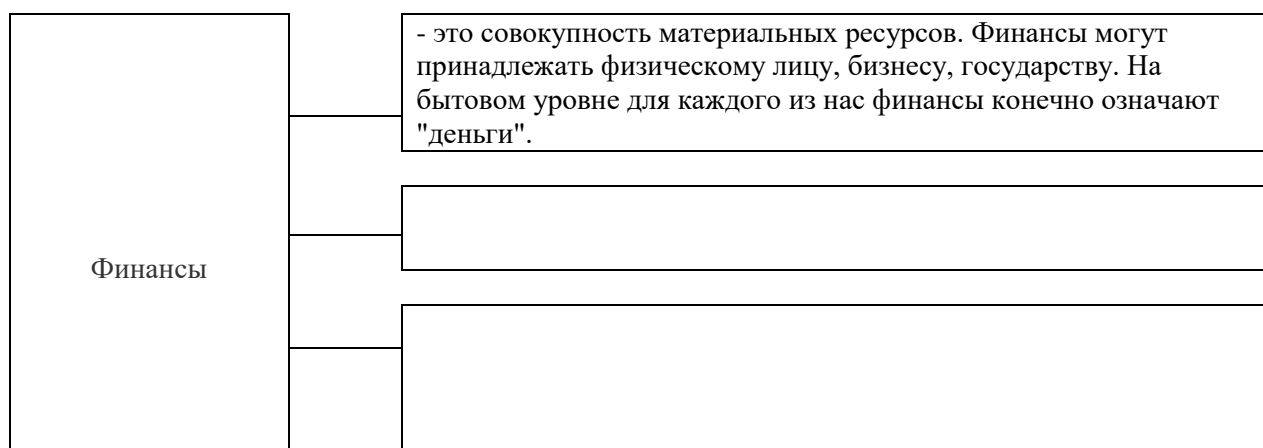 - это совокупность материальных ресурсов. Финансы могут
принадлежать физическому лицу, бизнесу, государству. На
бытовом уровне для каждого из нас финансы конечно означают
"деньги".
Финансы